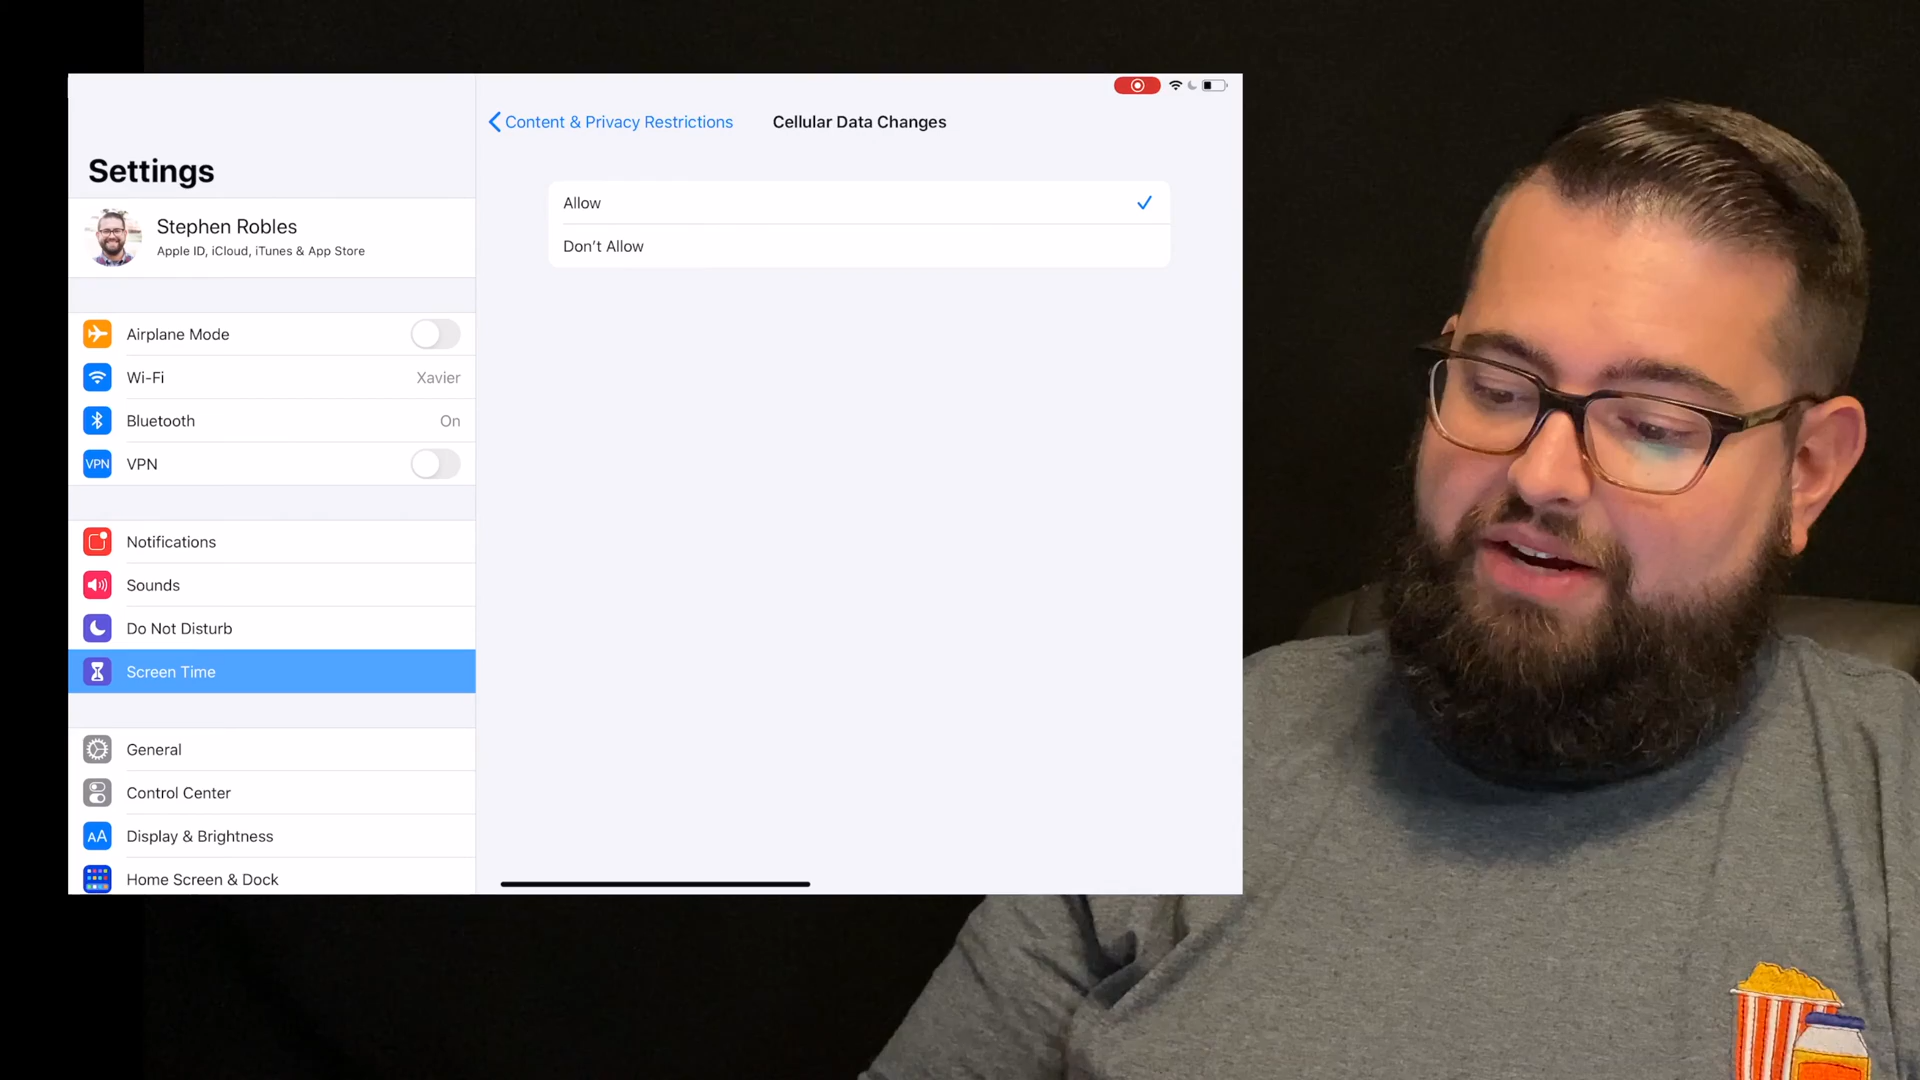 Content & Privacy Restrictions
Cellular Data Changes
Settings
Stephen Robles
Apple ID, iCloud, iTunes & App Store
Airplane Mode
Wi-Fi
Xavier
Bluetooth
On
VPN
VPN
Notifications
Sounds
Do Not Disturb
Screen Time
General
Control Center
AA
Display & Brightness
Home Screen & Dock
Allow
Don’t Allow